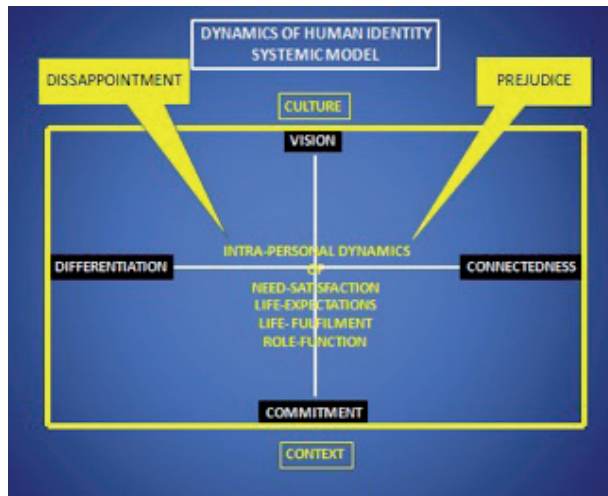 DYNAMICS OF HUMAN IDENTITY
SYSTEMIC MODEL
DISSAPPOINTMENT
PREJUDICE
CULTURE
VISION
INTRA-PERSONAL DYNAMICS
OF
DIFFERENTIATION
CONNECTEDNESS
NEED-SATISFACTION
LIFE-EXPECTATIONS
LIFE- FULFILMENT
ROLE-FUNCTION
COMMITMENT
CONTEXT